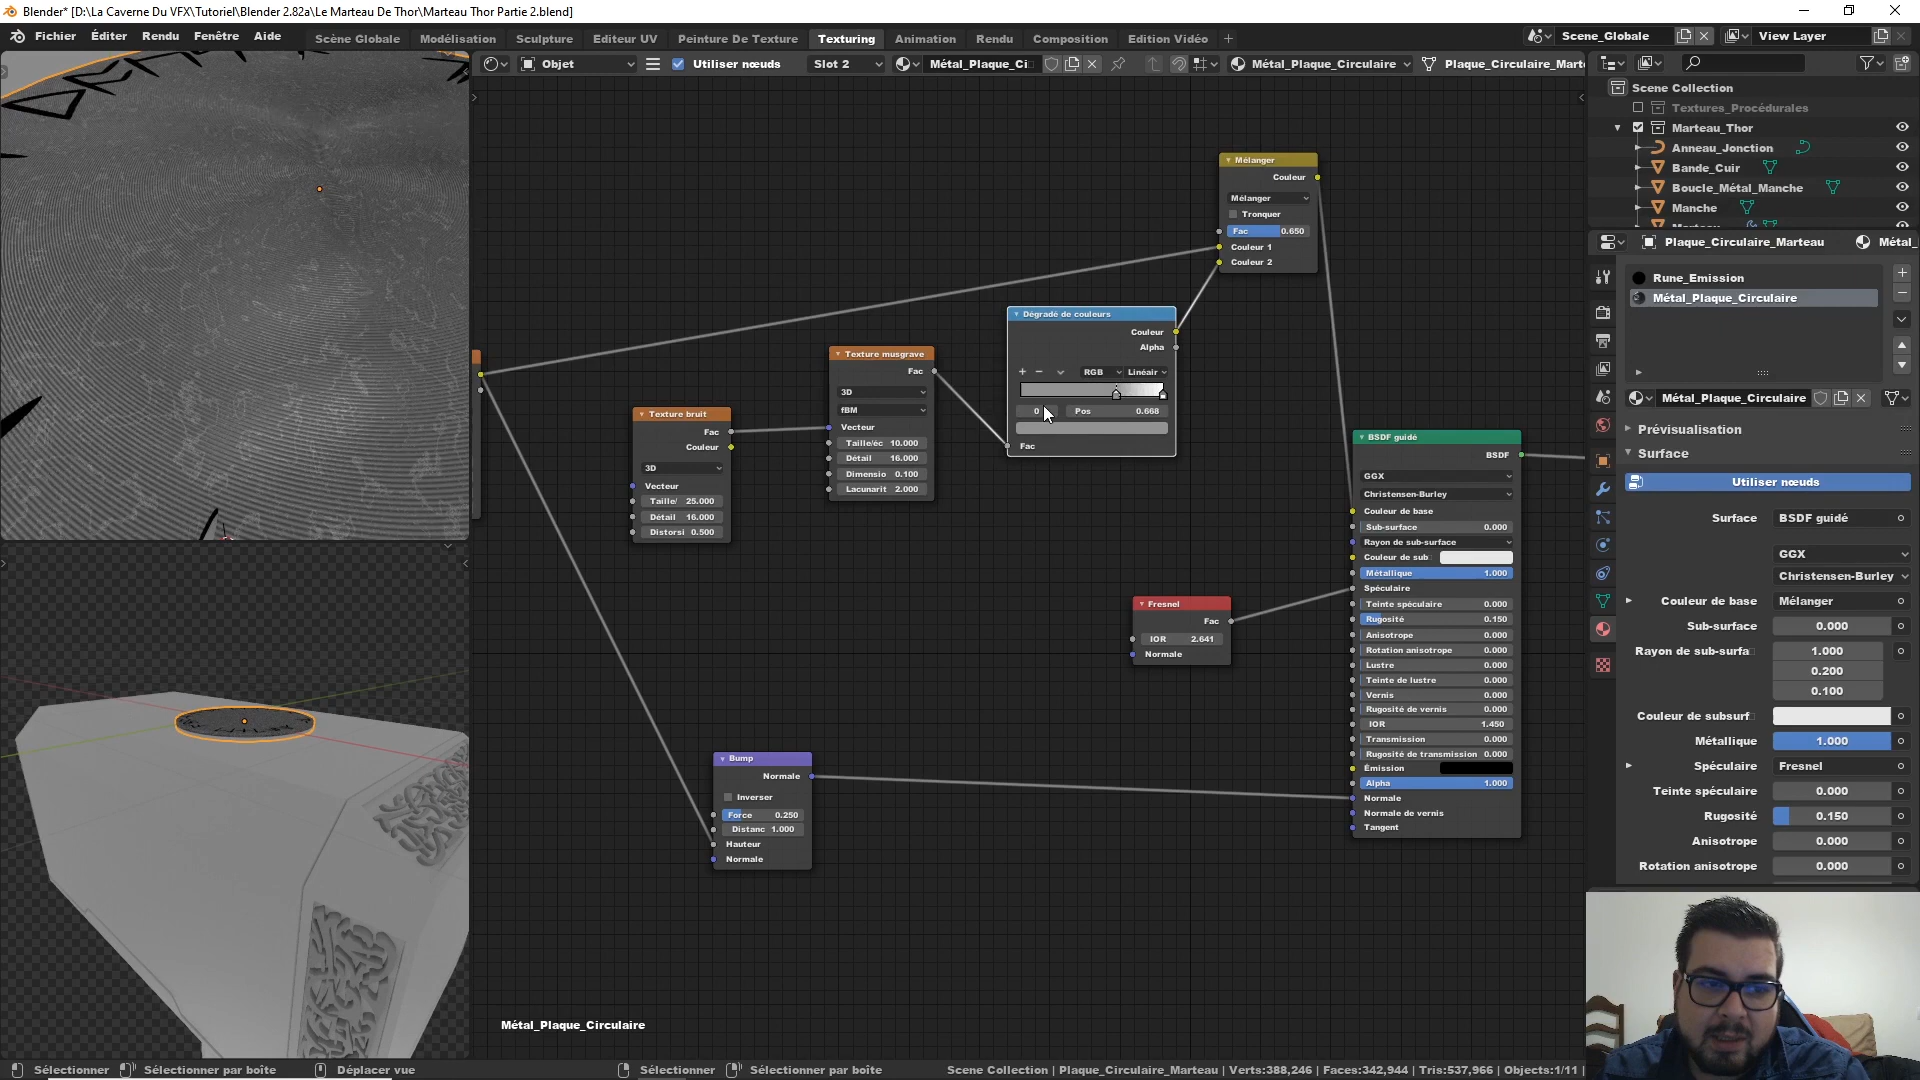 Blender* [D:\La Caverne Du VFX\Tutoriel\Blender 2.82a\Le Marteau De Thor\Marteau Thor Partie 2.blend]
Fichier Éditer Rendu Fenêtre Aide Scène Globale Modélisation Sculpture Editeur UV Peinture De Texture Texturing Animation Rendu Composition Edition Vidéo + Scene_Globale View Layer
Objet Utiliser nœuds Slot 2 Métal_Plaque_Ci Métal_Plaque_Circulaire Plaque_Circulaire_Mart
Scene Collection
Textures_Procédurales
Marteau_Thor
Anneau_Jonction
Bande_Cuir
Boucle_Métal_Manche
Manche
Plaque_Circulaire_Marteau Métal_
Rune_Emission
Métal_Plaque_Circulaire
Métal_Plaque_Circulaire
Prévisualisation
Surface
Utiliser nœuds
Surface BSDF guidé
GGX
Christensen-Burley
Couleur de base Mélanger
Sub-surface 0.000
Rayon de sub-surfa 1.000
0.200
0.100
Couleur de subsurf
Métallique 1.000
Spéculaire Fresnel
Teinte spéculaire 0.000
Rugosité 0.150
Anisotrope 0.000
Rotation anisotrope 0.000
Mélanger
Couleur
Mélanger
Tronquer
Fac 0.650
Couleur 1
Couleur 2
Dégradé de couleurs
Couleur
Alpha
+ − RGB Linéair
0 Pos 0.668
Fac
Texture musgrave
Fac
3D
fBM
Vecteur
Taille/éc 10.000
Détail 16.000
Dimensio 0.100
Lacunarit 2.000
Texture bruit
Fac
Couleur
3D
Vecteur
Taille/ 25.000
Détail 16.000
Distorsi 0.500
BSDF guidé
BSDF
GGX
Christensen-Burley
Couleur de base
Sub-surface 0.000
Rayon de sub-surface
Couleur de sub
Métallique 1.000
Spéculaire
Teinte spéculaire 0.000
Rugosité 0.150
Anisotrope 0.000
Rotation anisotrope 0.000
Lustre 0.000
Teinte de lustre 0.000
Vernis 0.000
Rugosité de vernis 0.000
IOR 1.450
Transmission 0.000
Rugosité de transmission 0.000
Émission
Alpha 1.000
Normale
Normale de vernis
Tangent
Fresnel
Fac
IOR 2.641
Normale
Bump
Normale
Inverser
Force 0.250
Distanc 1.000
Hauteur
Normale
Métal_Plaque_Circulaire
Sélectionner Sélectionner par boîte Déplacer vue Sélectionner Sélectionner par boîte Scene Collection | Plaque_Circulaire_Marteau | Verts:388,246 | Faces:342,944 | Tris:537,966 | Objects:1/11 |